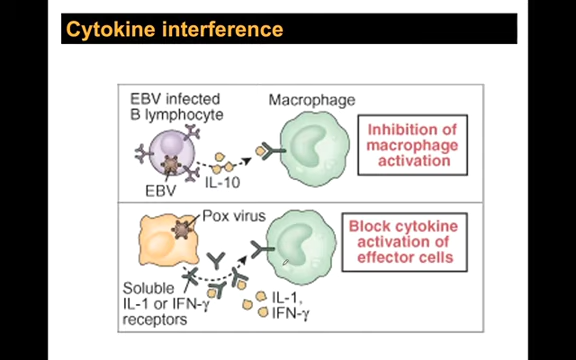 Cytokine interference
EBV infected
B lymphocyte
Macrophage
Inhibition of
macrophage
activation
EBV
IL-10
Pox virus
Block cytokine
activation of
effector cells
Soluble
IL-1 or IFN-γ
receptors
IL-1,
IFN-γ